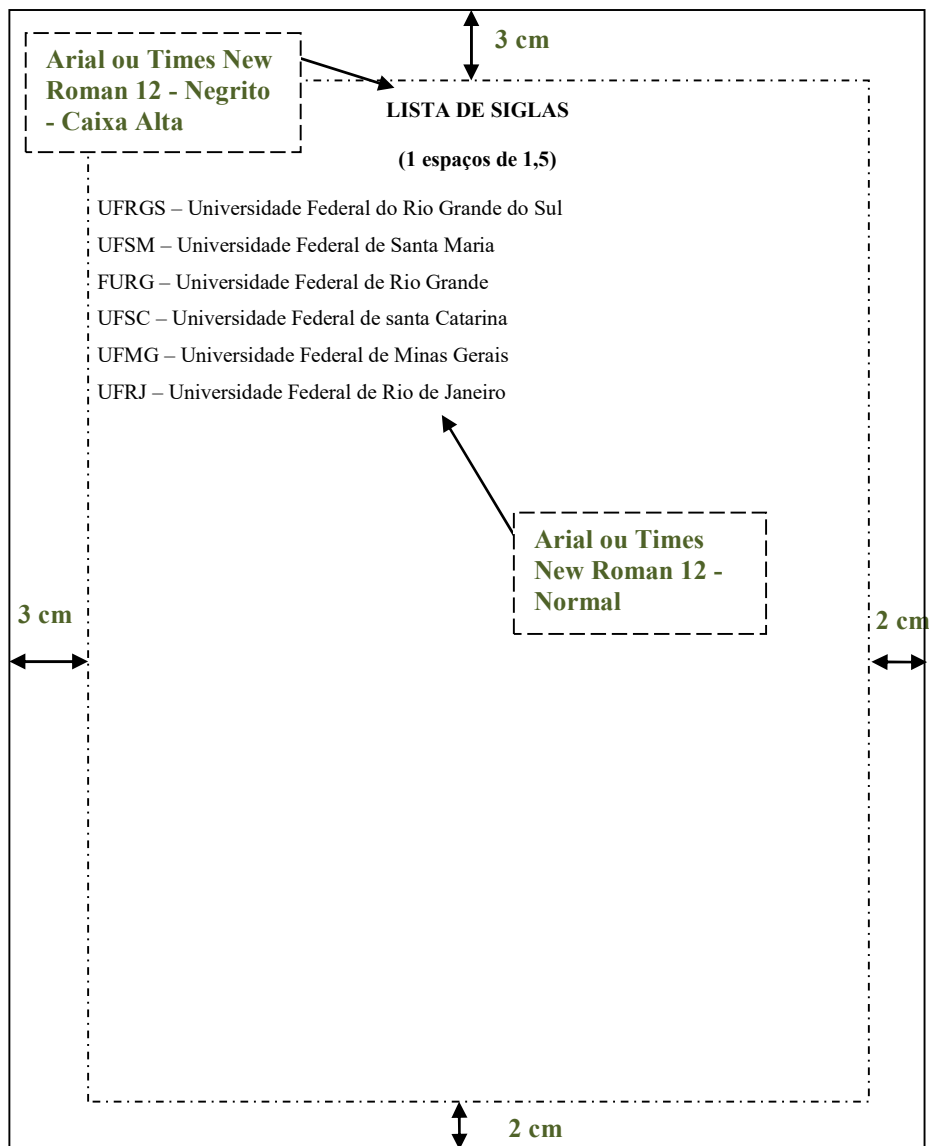 3 cm
Arial ou Times New
Roman 12 - Negrito
- Caixa Alta
LISTA DE SIGLAS
(1 espaços de 1,5)
UFRGS – Universidade Federal do Rio Grande do Sul
UFSM – Universidade Federal de Santa Maria
FURG – Universidade Federal de Rio Grande
UFSC – Universidade Federal de santa Catarina
UFMG – Universidade Federal de Minas Gerais
UFRJ – Universidade Federal de Rio de Janeiro
Arial ou Times
New Roman 12 -
Normal
3 cm
2 cm
2 cm